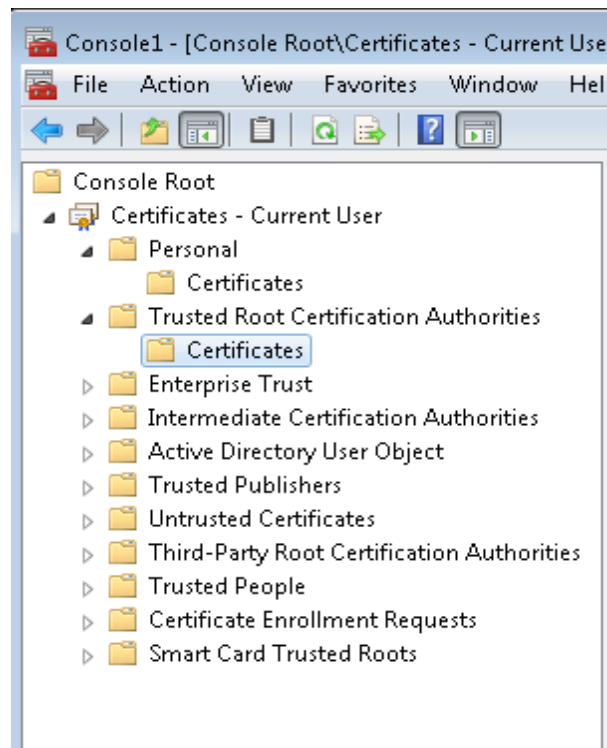 Console1 - [Console Root\Certificates - Current Use
File Action View Favorites Window Hel
Console Root
Certificates - Current User
Personal
Certificates
Trusted Root Certification Authorities
Certificates
Enterprise Trust
Intermediate Certification Authorities
Active Directory User Object
Trusted Publishers
Untrusted Certificates
Third-Party Root Certification Authorities
Trusted People
Certificate Enrollment Requests
Smart Card Trusted Roots